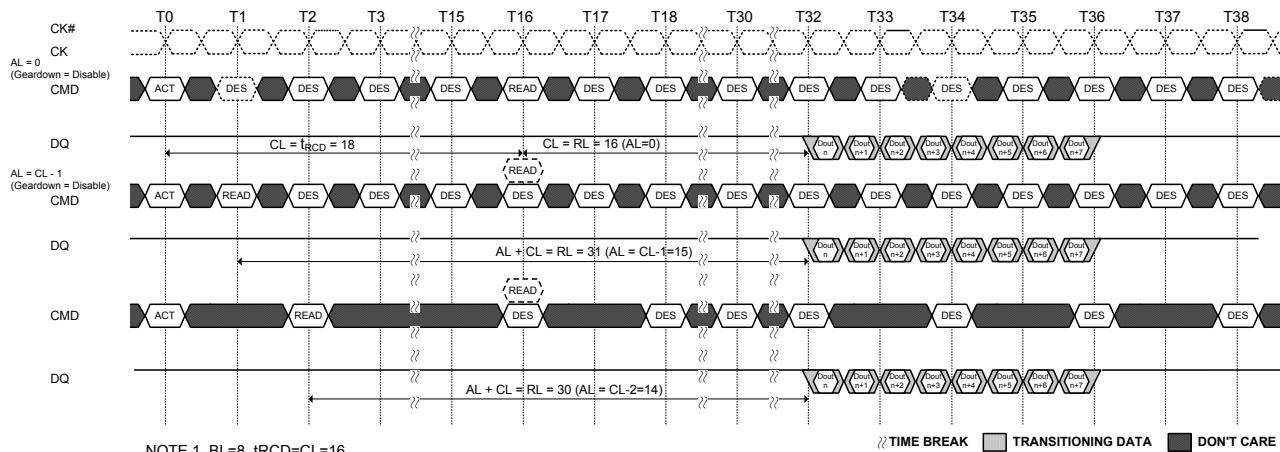 T0 T1 T2 T3 T15 T16 T17 T18 T30 T32 T33 T34 T35 T36 T37 T38
CK#
CK
AL = 0
(Geardown = Disable)
CMD ACT DES DES DES DES READ DES DES DES DES DES DES DES DES DES DES
DQ CL = tRCD = 18 CL = RL = 16 (AL=0) Dout n Dout n+1 Dout n+2 Dout n+3 Dout n+4 Dout n+5 Dout n+6 Dout n+7
READ
AL = CL - 1
(Geardown = Disable)
CMD ACT READ DES DES DES DES DES DES DES DES DES DES DES DES DES DES
DQ AL + CL = RL = 31 (AL = CL-1=15) Dout n Dout n+1 Dout n+2 Dout n+3 Dout n+4 Dout n+5 Dout n+6 Dout n+7
READ
CMD ACT READ DES DES DES DES DES DES DES
DQ AL + CL = RL = 30 (AL = CL-2=14) Dout n Dout n+1 Dout n+2 Dout n+3 Dout n+4 Dout n+5 Dout n+6 Dout n+7
TIME BREAK TRANSITIONING DATA DON'T CARE
NOTE 1 BL=8, tRCD=CL=16